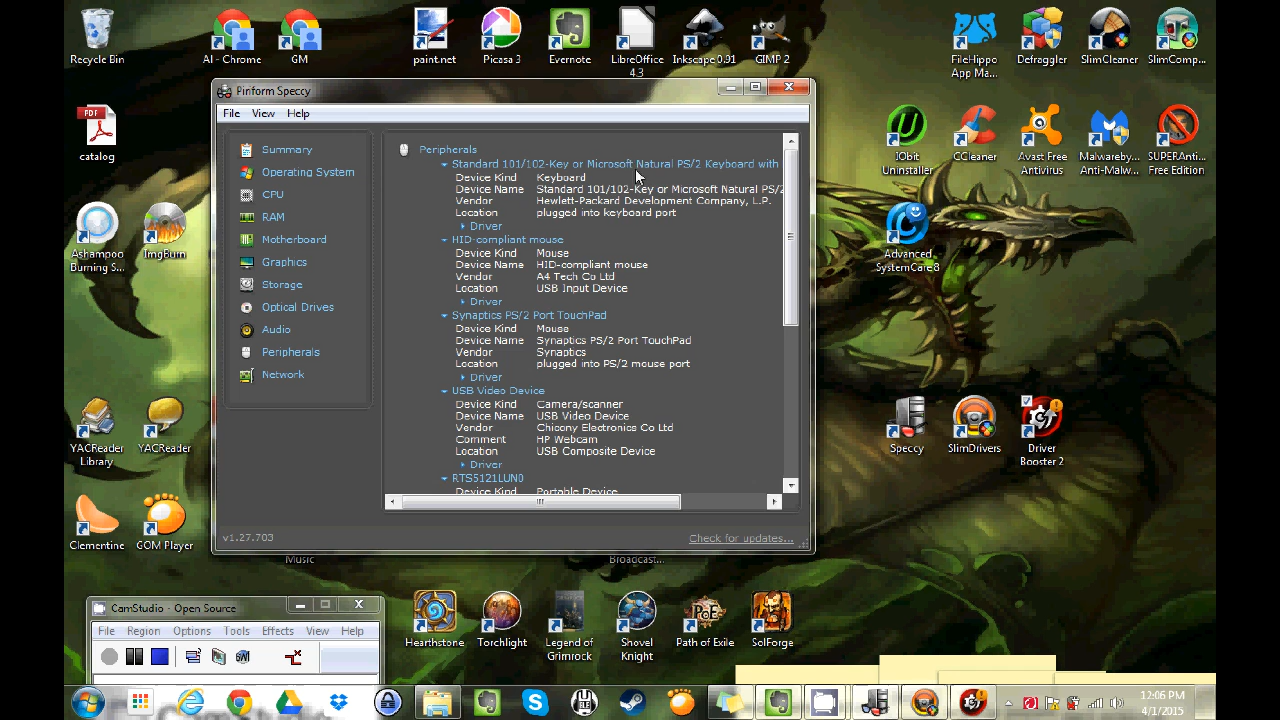 Recycle Bin
AI - Chrome
GM
paint.net
Picasa 3
Evernote
LibreOffice
4.3
Inkscape 0.91
GIMP 2
FileHippo
App Ma...
Defraggler
SlimCleaner
SlimComp...
Piriform Speccy
File View Help
PDF
catalog
IObit
Uninstaller
CCleaner
Avast Free
Antivirus
Malwareby...
Anti-Malw...
SUPERAnti...
Free Edition
Summary
Operating System
CPU
RAM
Motherboard
Graphics
Storage
Optical Drives
Audio
Peripherals
Network
Peripherals
Standard 101/102-Key or Microsoft Natural PS/2 Keyboard with
Device Kind Keyboard
Device Name Standard 101/102-Key or Microsoft Natural PS/2
Vendor Hewlett-Packard Development Company, L.P.
Location plugged into keyboard port
Driver
HID-compliant mouse
Device Kind Mouse
Device Name HID-compliant mouse
Vendor A4 Tech Co Ltd
Location USB Input Device
Driver
Synaptics PS/2 Port TouchPad
Device Kind Mouse
Device Name Synaptics PS/2 Port TouchPad
Vendor Synaptics
Location plugged into PS/2 mouse port
Driver
USB Video Device
Device Kind Camera/scanner
Device Name USB Video Device
Vendor Chicony Electronics Co Ltd
Comment HP Webcam
Location USB Composite Device
Driver
RTS5121LUN0
Device Kind Portable Device
v1.27.703
Check for updates...
Ashampoo
Burning S...
ImgBurn
Advanced
SystemCare 8
YACReader
Library
YACReader
Speccy
SlimDrivers
Driver
Booster 2
Clementine
GOM Player
Music
Broadcast...
CamStudio - Open Source
File Region Options Tools Effects View Help
Hearthstone
Torchlight
Legend of
Grimrock
Shovel
Knight
PoE
Path of Exile
SolForge
12:06 PM
4/1/2015